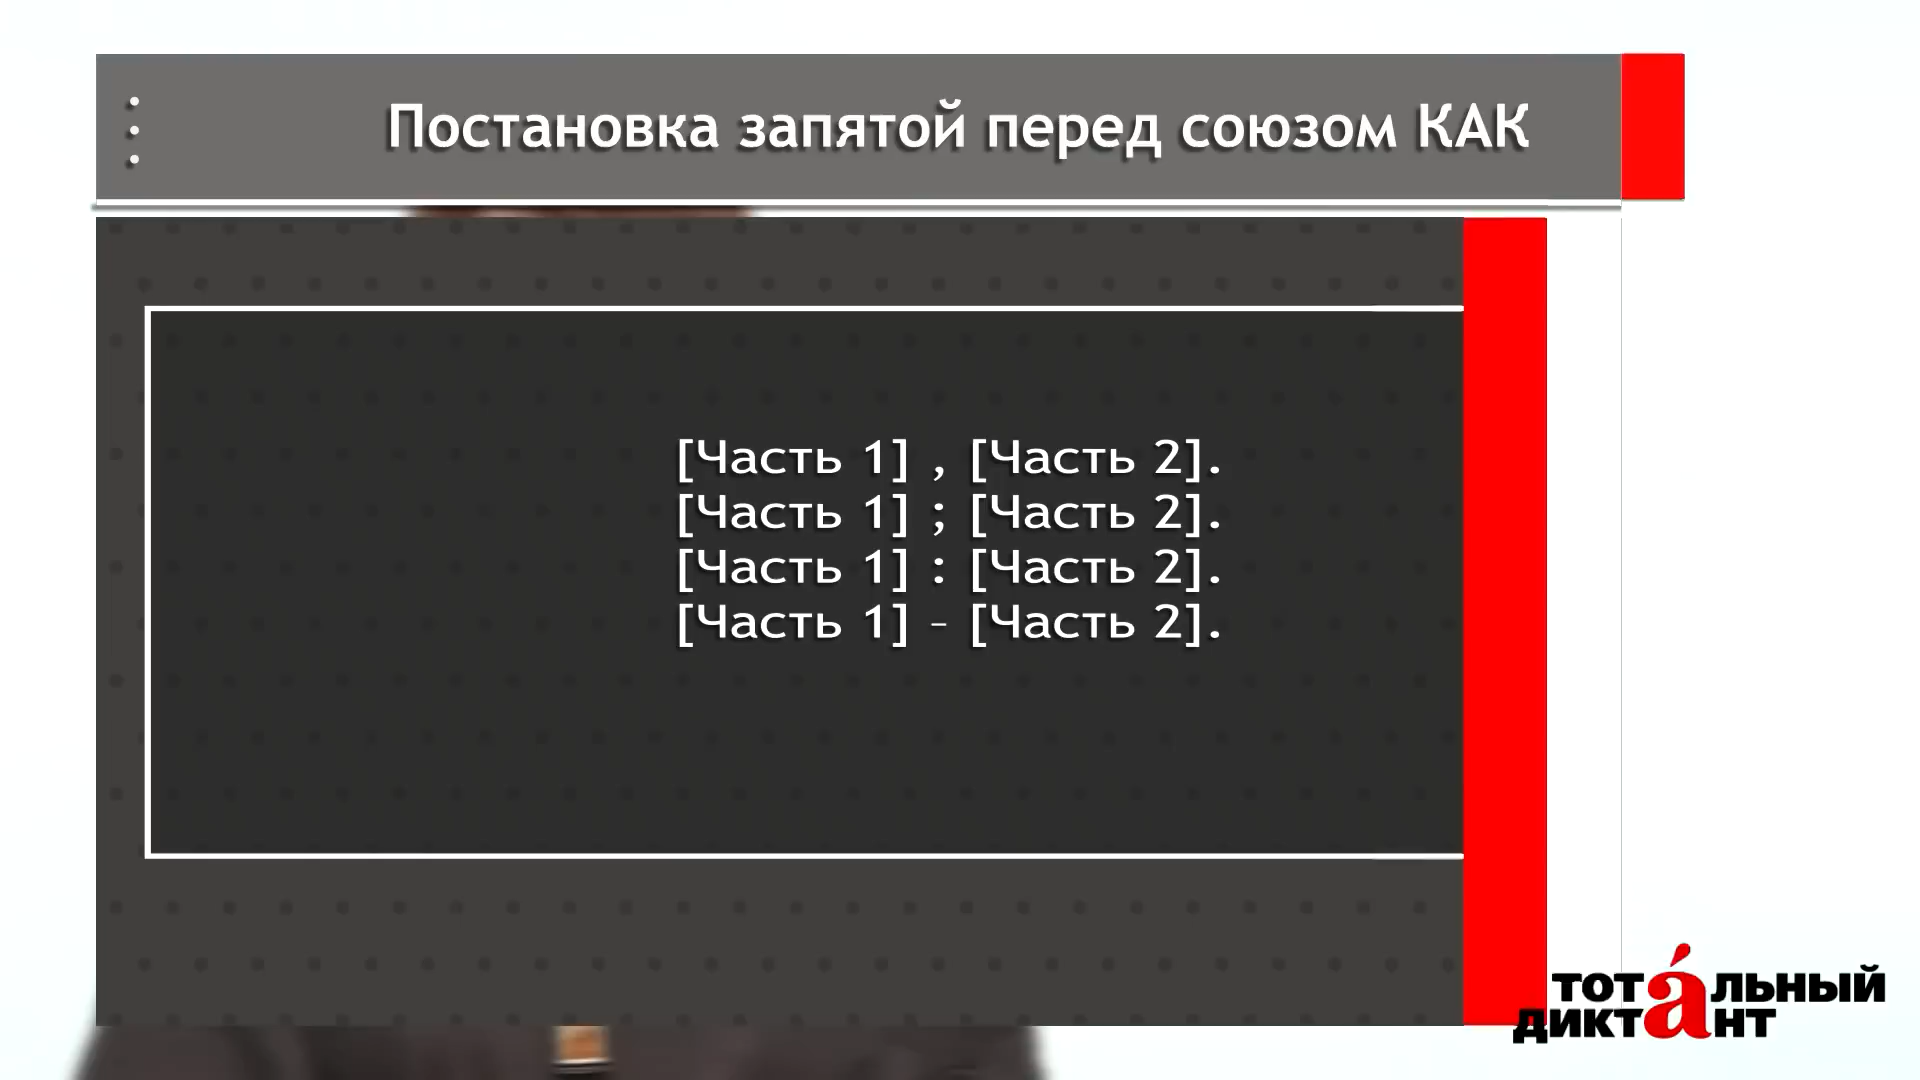 Постановка запятой перед союзом КАК
[Часть 1] , [Часть 2].
[Часть 1] ; [Часть 2].
[Часть 1] : [Часть 2].
[Часть 1] – [Часть 2].
тотáльный
диктант